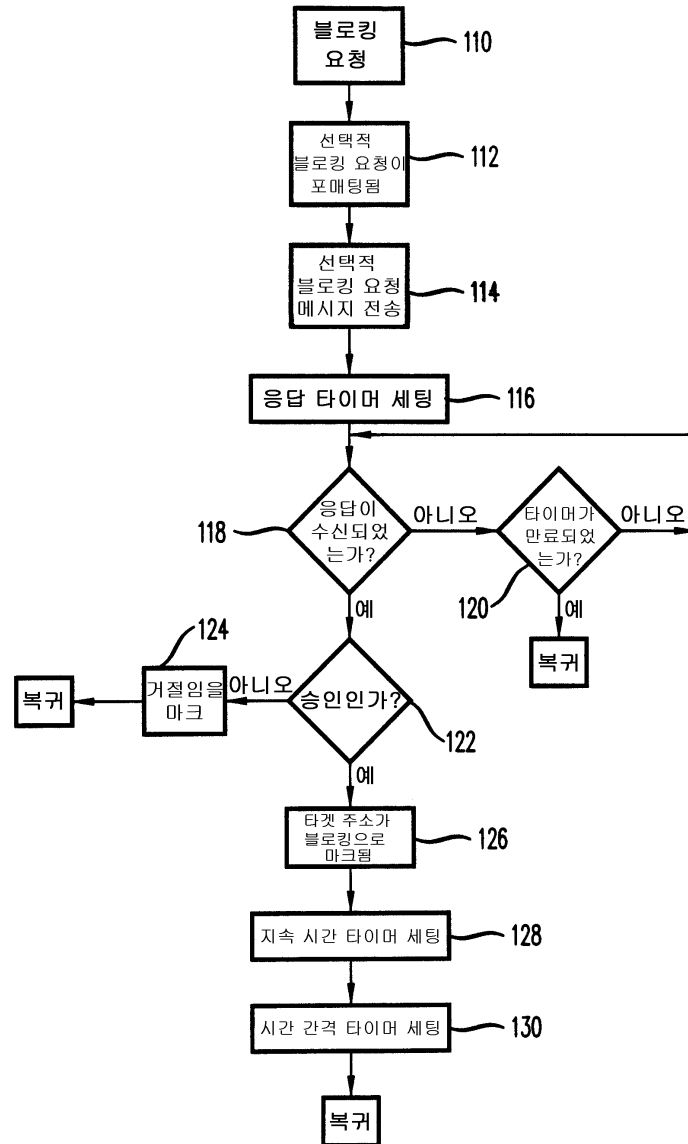 블로킹
요청
110
선택적
블로킹 요청이
포매팅됨
112
선택적
블로킹 요청
메시지 전송
114
응답 타이머 세팅
116
응답이
수신되었
는가?
118
아니오
타이머가
만료되었
는가?
120
아니오
예
복귀
예
승인인가?
122
아니오
거절임을
마크
124
복귀
예
타겟 주소가
블로킹으로
마크됨
126
지속 시간 타이머 세팅
128
시간 간격 타이머 세팅
130
복귀